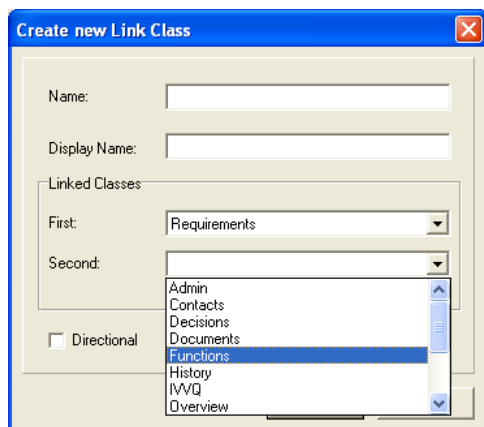 Create new Link Class
Name:
Display Name:
Linked Classes
First: Requirements
Second:
Admin
Contacts
Decisions
Documents
Directional
Functions
History
IVVQ
Overview